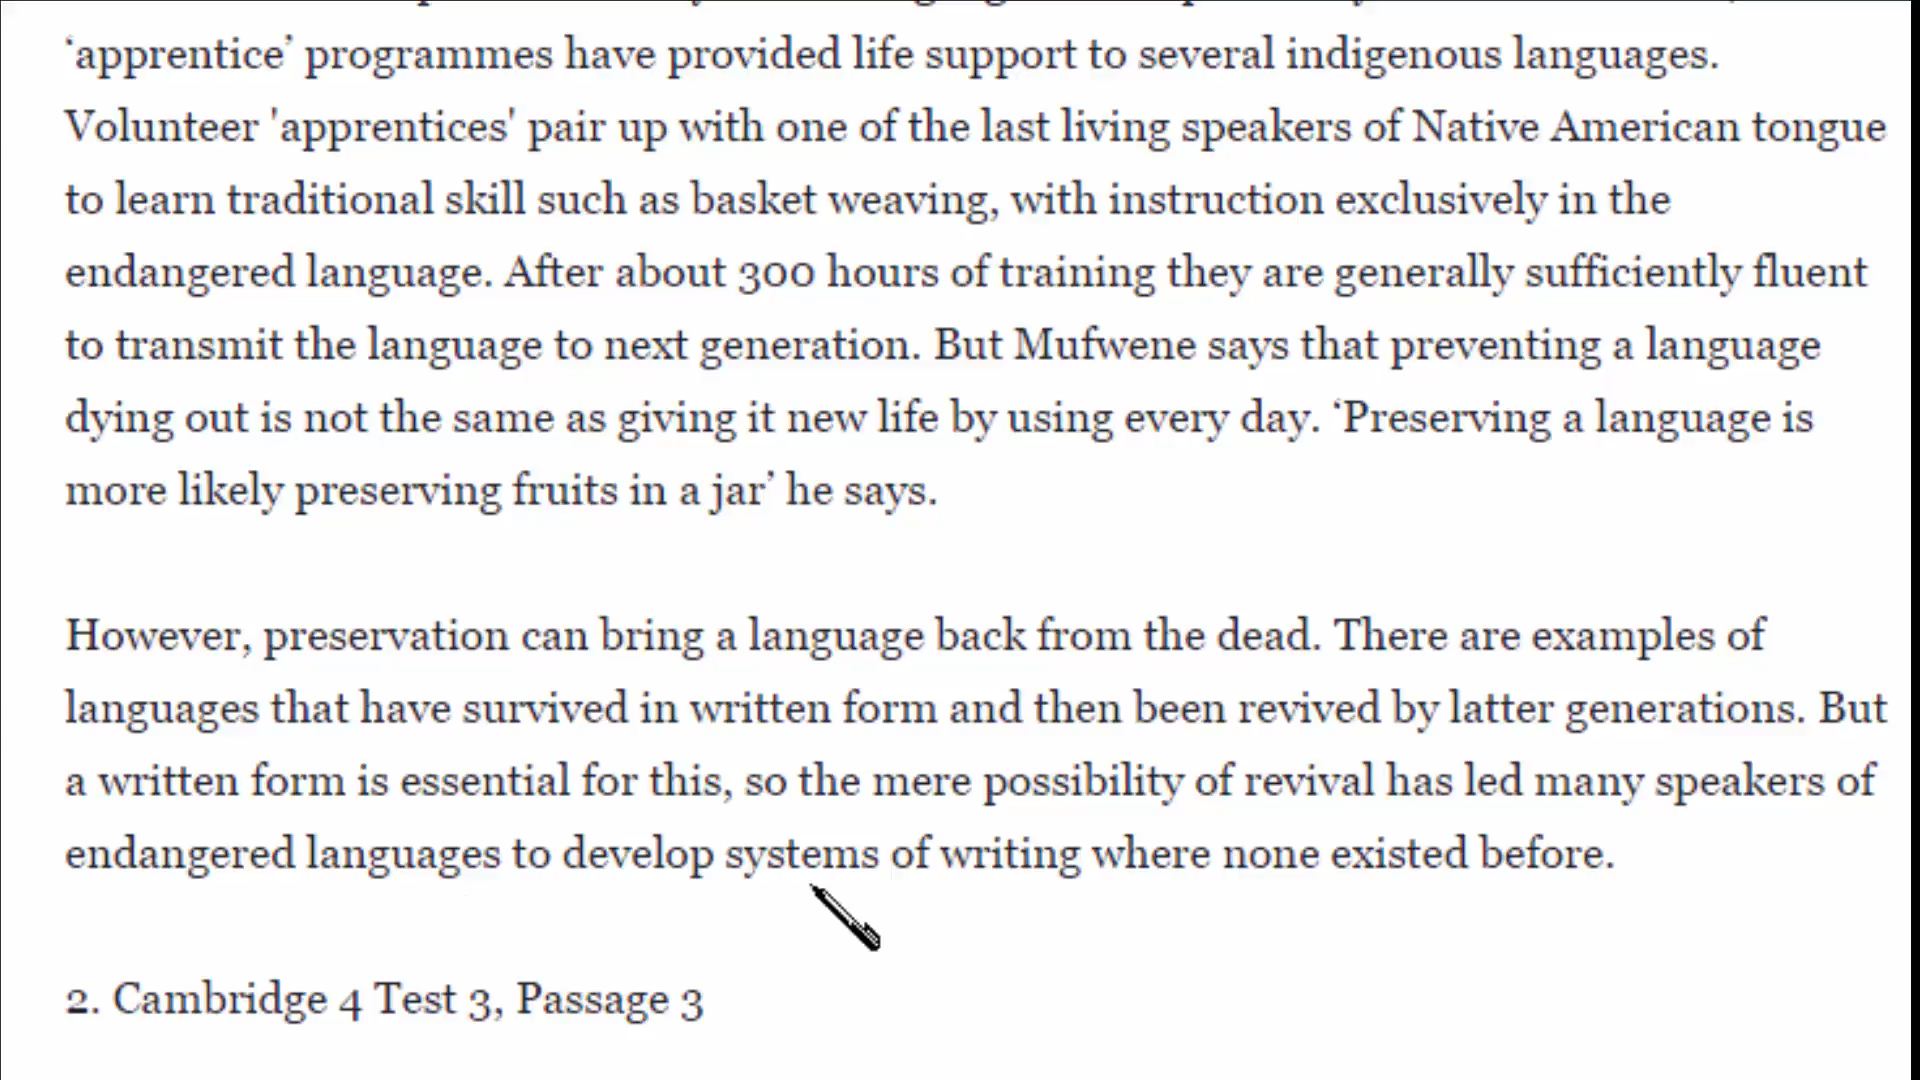 ‘apprentice’ programmes have provided life support to several indigenous languages.
Volunteer 'apprentices' pair up with one of the last living speakers of Native American tongue
to learn traditional skill such as basket weaving, with instruction exclusively in the
endangered language. After about 300 hours of training they are generally sufficiently fluent
to transmit the language to next generation. But Mufwene says that preventing a language
dying out is not the same as giving it new life by using every day. ‘Preserving a language is
more likely preserving fruits in a jar’ he says.
However, preservation can bring a language back from the dead. There are examples of
languages that have survived in written form and then been revived by latter generations. But
a written form is essential for this, so the mere possibility of revival has led many speakers of
endangered languages to develop systems of writing where none existed before.
2. Cambridge 4 Test 3, Passage 3